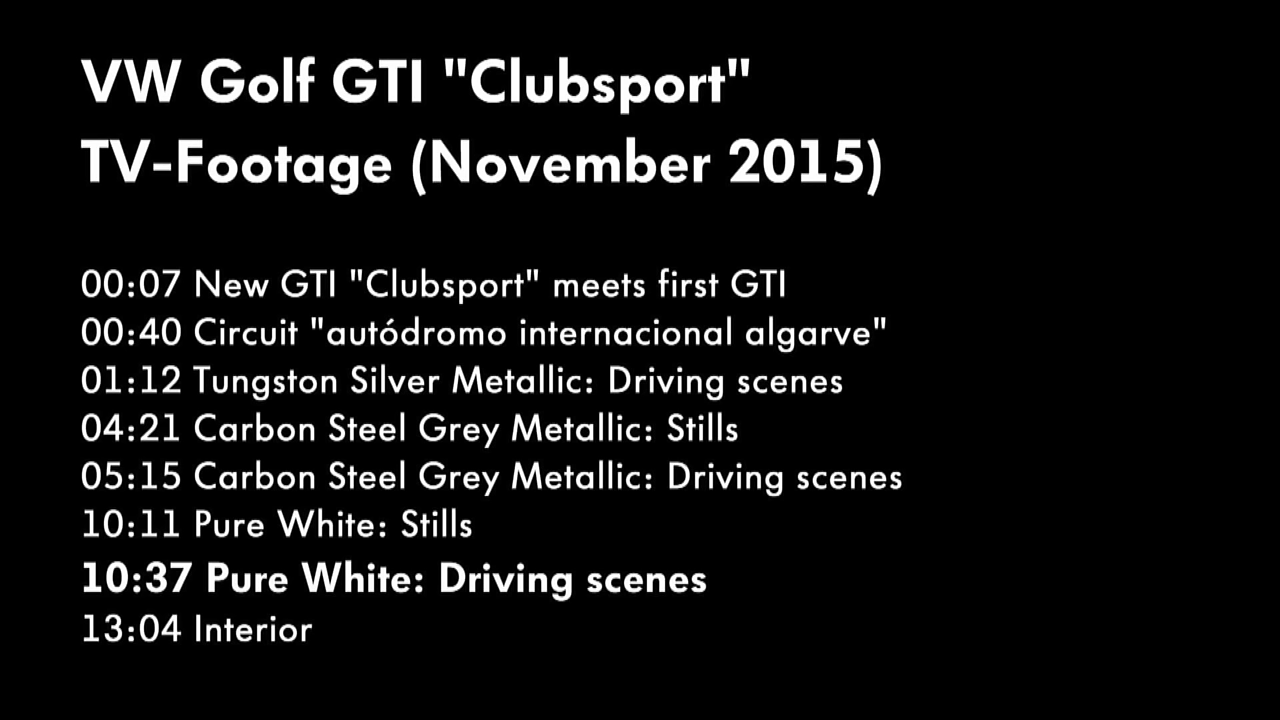 VW Golf GTI "Clubsport"
TV-Footage (November 2015)
00:07 New GTI "Clubsport" meets first GTI
00:40 Circuit "autódromo internacional algarve"
01:12 Tungston Silver Metallic: Driving scenes
04:21 Carbon Steel Grey Metallic: Stills
05:15 Carbon Steel Grey Metallic: Driving scenes
10:11 Pure White: Stills
10:37 Pure White: Driving scenes
13:04 Interior